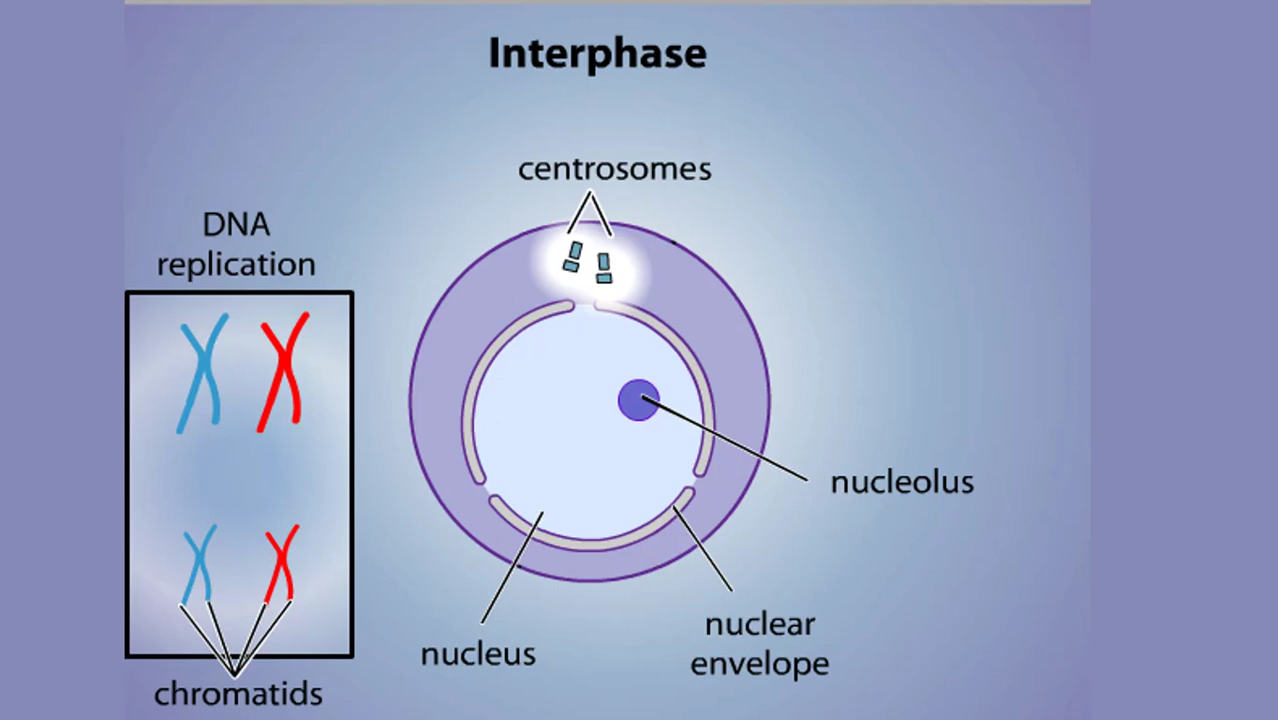 Interphase
centrosomes
DNA
replication
nucleolus
nuclear
envelope
nucleus
chromatids